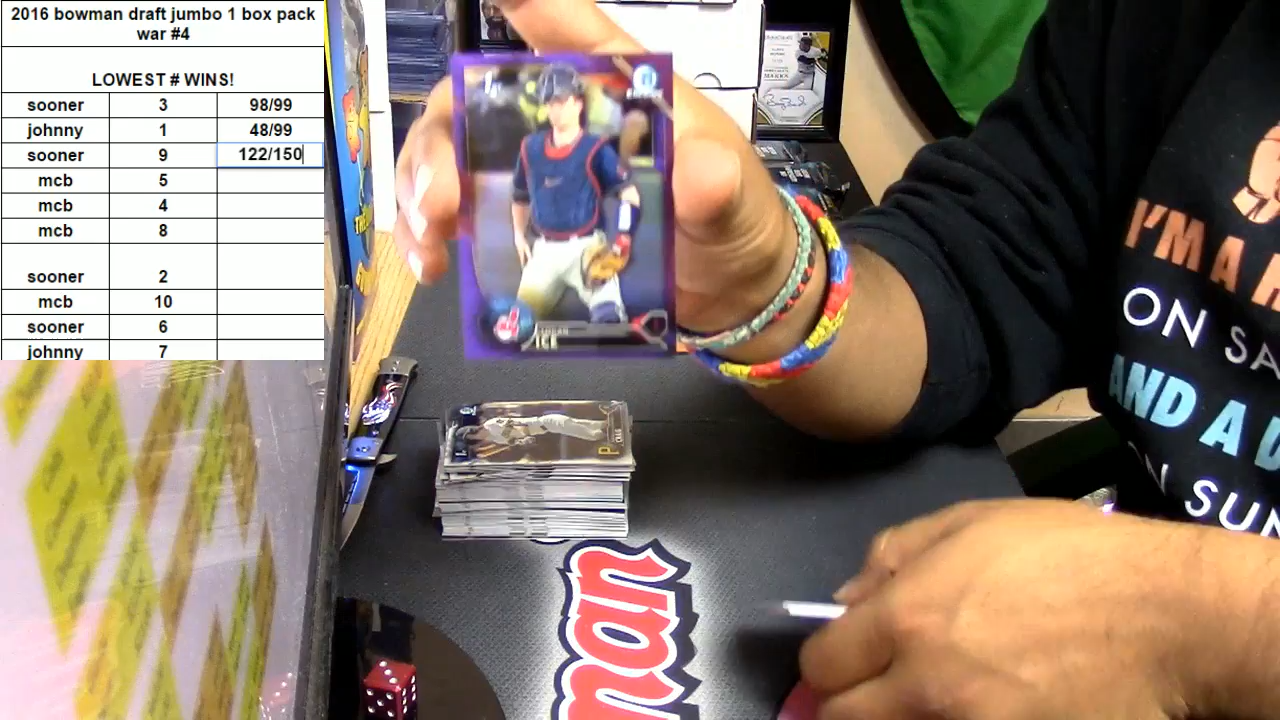 2016 bowman draft jumbo 1 box pack
war #4
LOWEST # WINS!
sooner 3 98/99
johnny 1 48/99
sooner 9 122/150
mcb 5
mcb 4
mcb 8
sooner 2
mcb 10
sooner 6
johnny 7
ICE
CRAIG
P
I'M A
ON SA
AND A
SUN